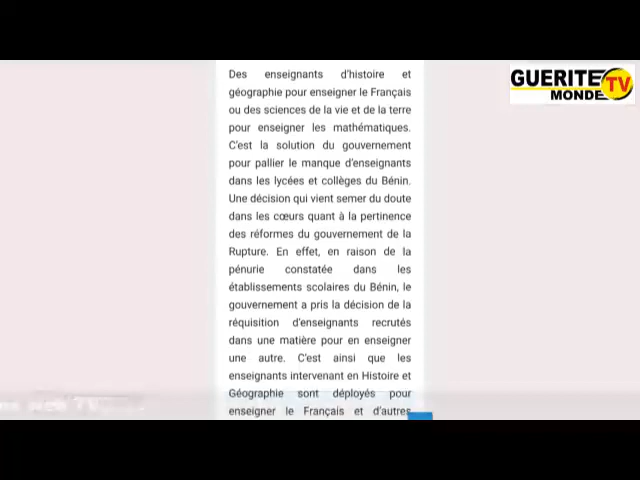 GUERITE TV
MONDE
Des enseignants d'histoire et
géographie pour enseigner le Français
ou des sciences de la vie et de la terre
pour enseigner les mathématiques.
C'est la solution du gouvernement
pour pallier le manque d'enseignants
dans les lycées et collèges du Bénin.
Une décision qui vient semer du doute
dans les cœurs quant à la pertinence
des réformes du gouvernement de la
Rupture. En effet, en raison de la
pénurie constatée dans les
établissements scolaires du Bénin, le
gouvernement a pris la décision de la
réquisition d'enseignants recrutés
dans une matière pour en enseigner
une autre. C'est ainsi que les
enseignants intervenant en Histoire et
Géographie sont déployés pour
enseigner le Français et d'autres